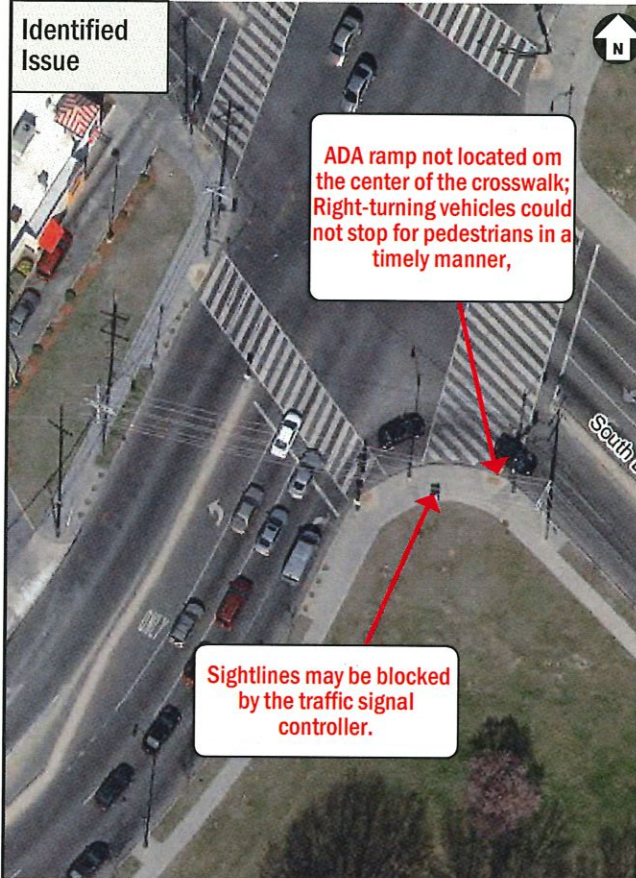 Identified
Issue
N
ADA ramp not located om
the center of the crosswalk;
Right-turning vehicles could
not stop for pedestrians in a
timely manner,
South
Sightlines may be blocked
by the traffic signal
controller.